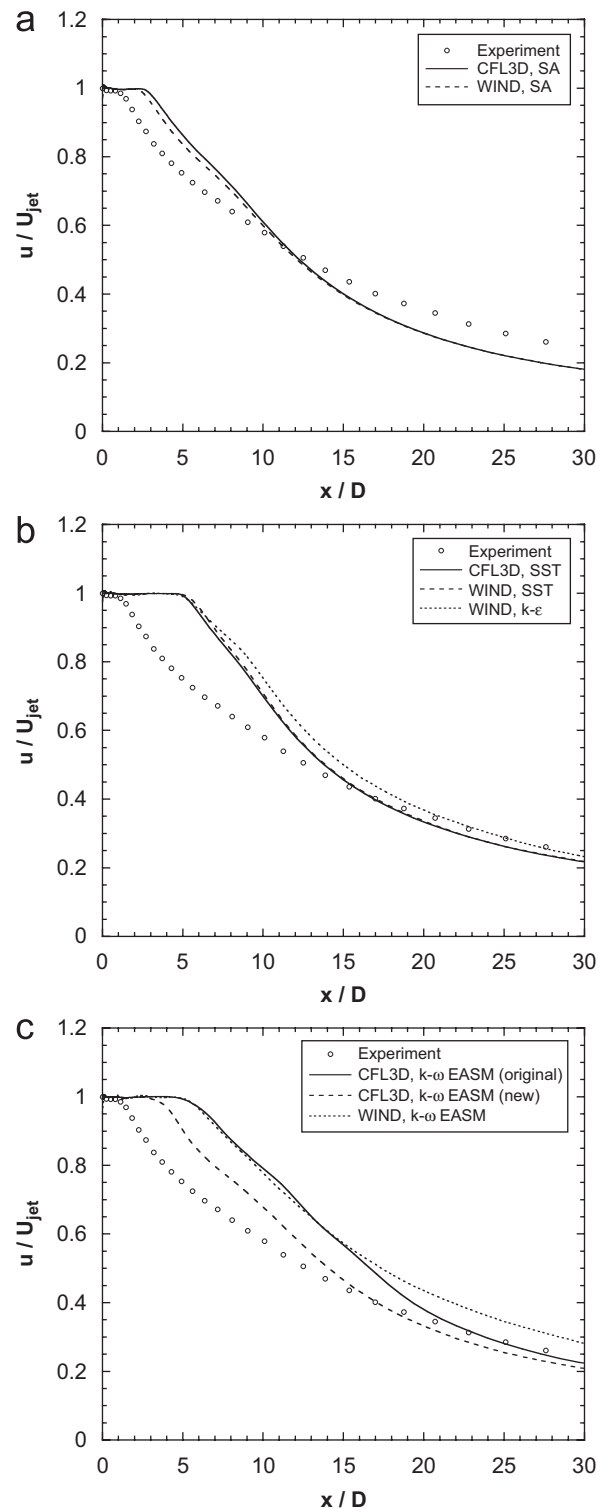 a
1.2
1
0.8
0.6
0.4
0.2
0
u / Ujet
Experiment
CFL3D, SA
WIND, SA
0 5 10 15 20 25 30
x / D
b
1.2
1
0.8
0.6
0.4
0.2
0
u / Ujet
Experiment
CFL3D, SST
WIND, SST
WIND, k-ε
0 5 10 15 20 25 30
x / D
c
1.2
1
0.8
0.6
0.4
0.2
0
u / Ujet
Experiment
CFL3D, k-ω EASM (original)
CFL3D, k-ω EASM (new)
WIND, k-ω EASM
0 5 10 15 20 25 30
x / D